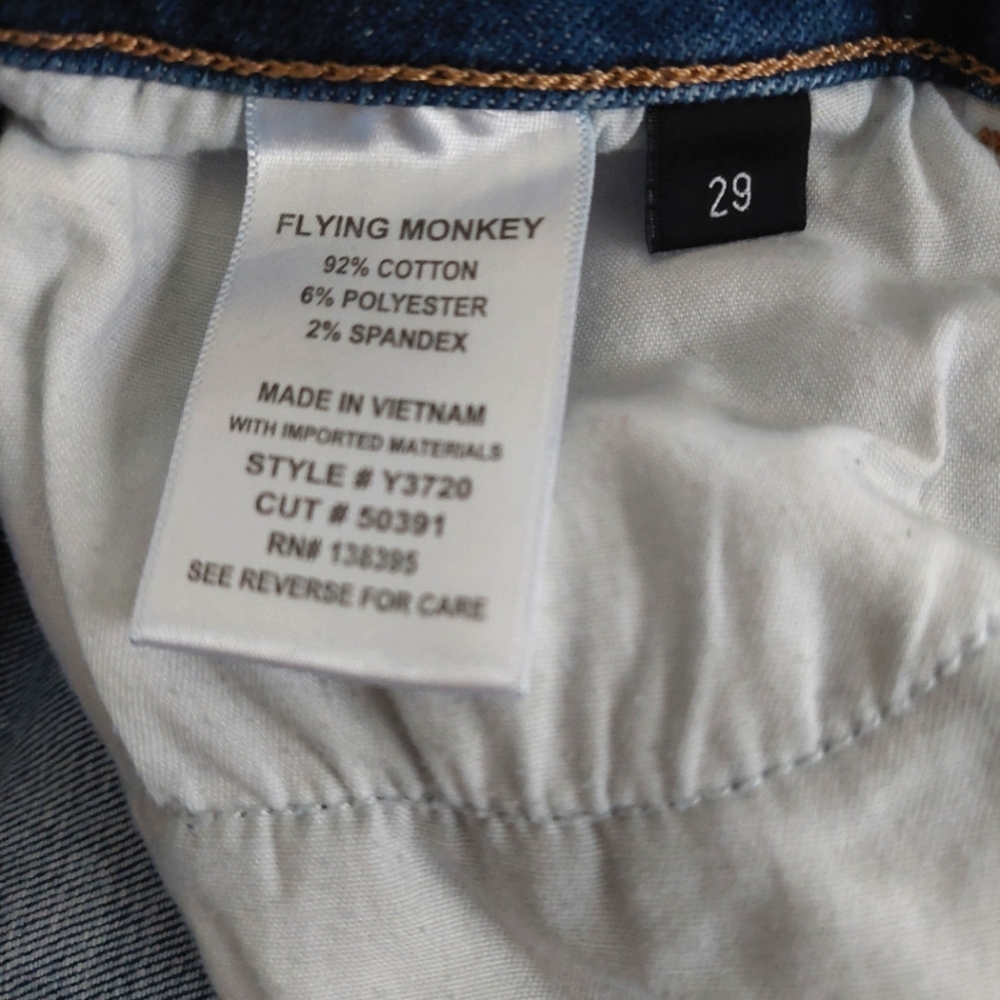 FLYING MONKEY
92% COTTON
6% POLYESTER
2% SPANDEX
MADE IN VIETNAM
WITH IMPORTED MATERIALS
STYLE # Y3720
CUT # 50391
RN# 138395
SEE REVERSE FOR CARE
29